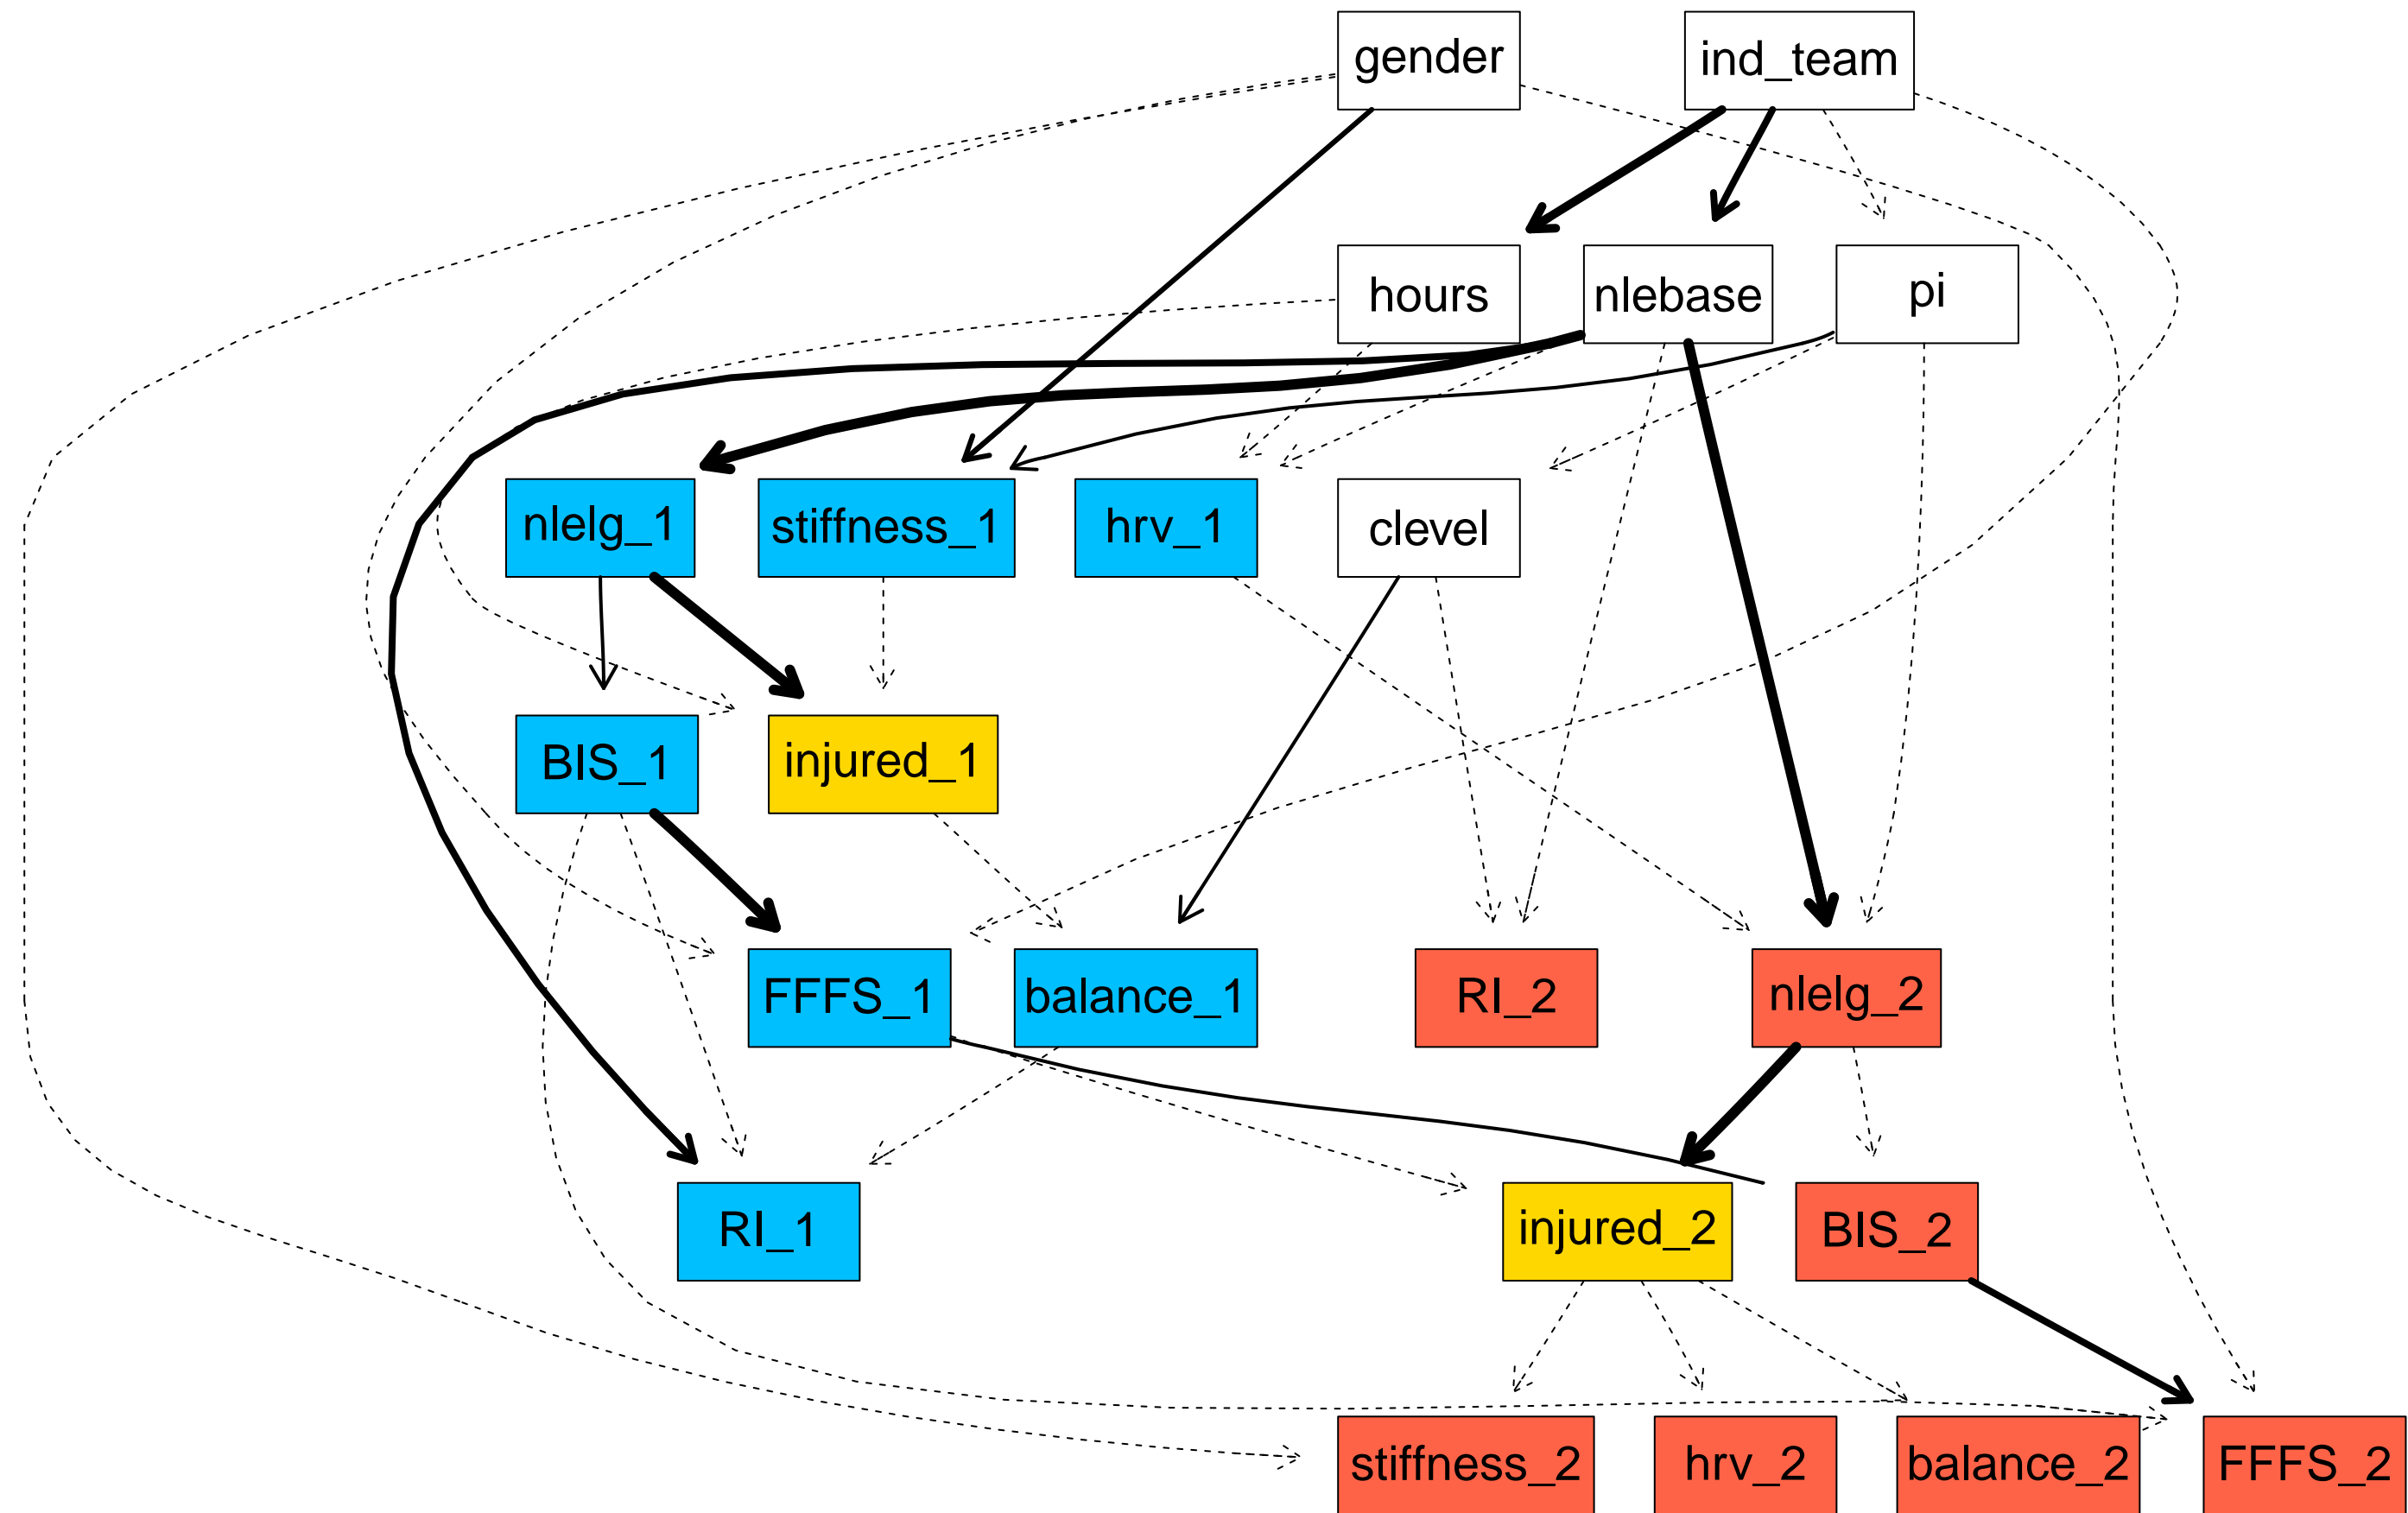 gender
ind_team
hours
nlebase
pi
nlelg_1
stiffness_1
hrv_1
clevel
BIS_1
injured_1
FFFS_1
balance_1
RI_2
nlelg_2
RI_1
injured_2
BIS_2
stiffness_2
hrv_2
balance_2
FFFS_2